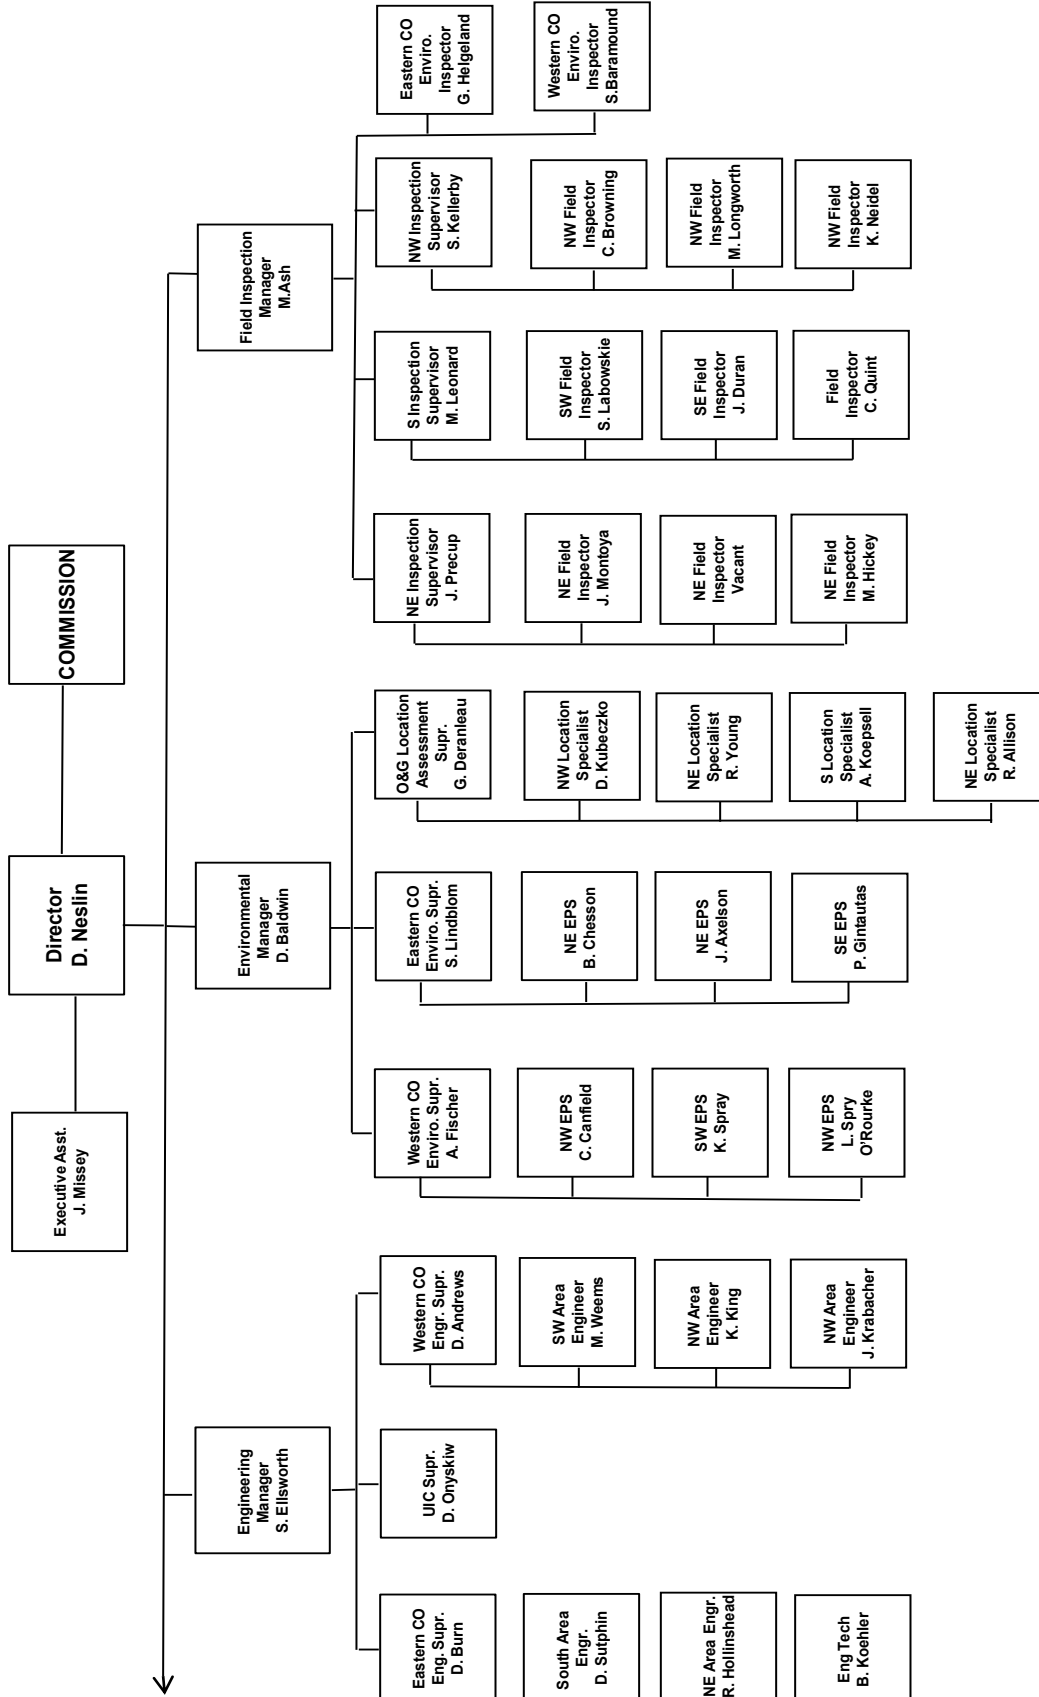 COMMISSION
Director
D. Neslin
Executive Asst.
J. Missey
Engineering
Manager
S. Ellsworth
Environmental
Manager
D. Baldwin
Field Inspection
Manager
M.Ash
Eastern CO
Eng. Supr.
D. Burn
South Area
Engr.
D. Sutphin
NE Area Engr.
R. Hollinshead
Eng Tech
B. Koehler
UIC Supr.
D. Onyskiw
Western CO
Engr. Supr.
D. Andrews
SW Area
Engineer
M. Weems
NW Area
Engineer
K. King
NW Area
Engineer
J. Krabacher
Western CO
Enviro. Supr.
A. Fischer
NW EPS
C. Canfield
SW EPS
K. Spray
NW EPS
L. Spry
O'Rourke
Eastern CO
Enviro. Supr.
S. Lindblom
NE EPS
B. Chesson
NE EPS
J. Axelson
SE EPS
P. Gintautas
O&G Location
Assessment
Supr.
G. Deranleau
NW Location
Specialist
D. Kubeczko
NE Location
Specialist
R. Young
S Location
Specialist
A. Koepsell
NE Location
Specialist
R. Allison
NE Inspection
Supervisor
J. Precup
NE Field
Inspector
J. Montoya
NE Field
Inspector
Vacant
NE Field
Inspector
M. Hickey
S Inspection
Supervisor
M. Leonard
SW Field
Inspector
S. Labowskie
SE Field
Inspector
J. Duran
Field
Inspector
C. Quint
NW Inspection
Supervisor
S. Kellerby
NW Field
Inspector
C. Browning
NW Field
Inspector
M. Longworth
NW Field
Inspector
K. Neidel
Eastern CO
Enviro.
Inspector
G. Helgeland
Western CO
Enviro.
Inspector
S.Baramound